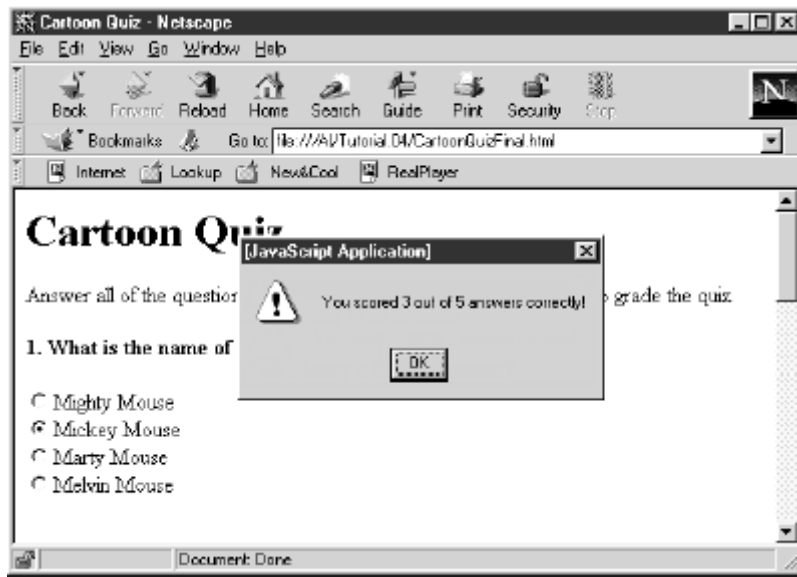 Cartoon Quiz - Netscape
File Edit View Go Window Help
Back Forward Reload Home Search Guide Print Security Stop
N
Bookmarks Go to: file:///A|/Tutorial.04/CartoonQuizFinal.html
Internet Lookup New&Cool RealPlayer
Cartoon Quiz
[JavaScript Application]
Answer all of the question
You scored 3 out of 5 answers correctly!
grade the quiz
1. What is the name of
OK
Mighty Mouse
Mickey Mouse
Marty Mouse
Melvin Mouse
Document: Done